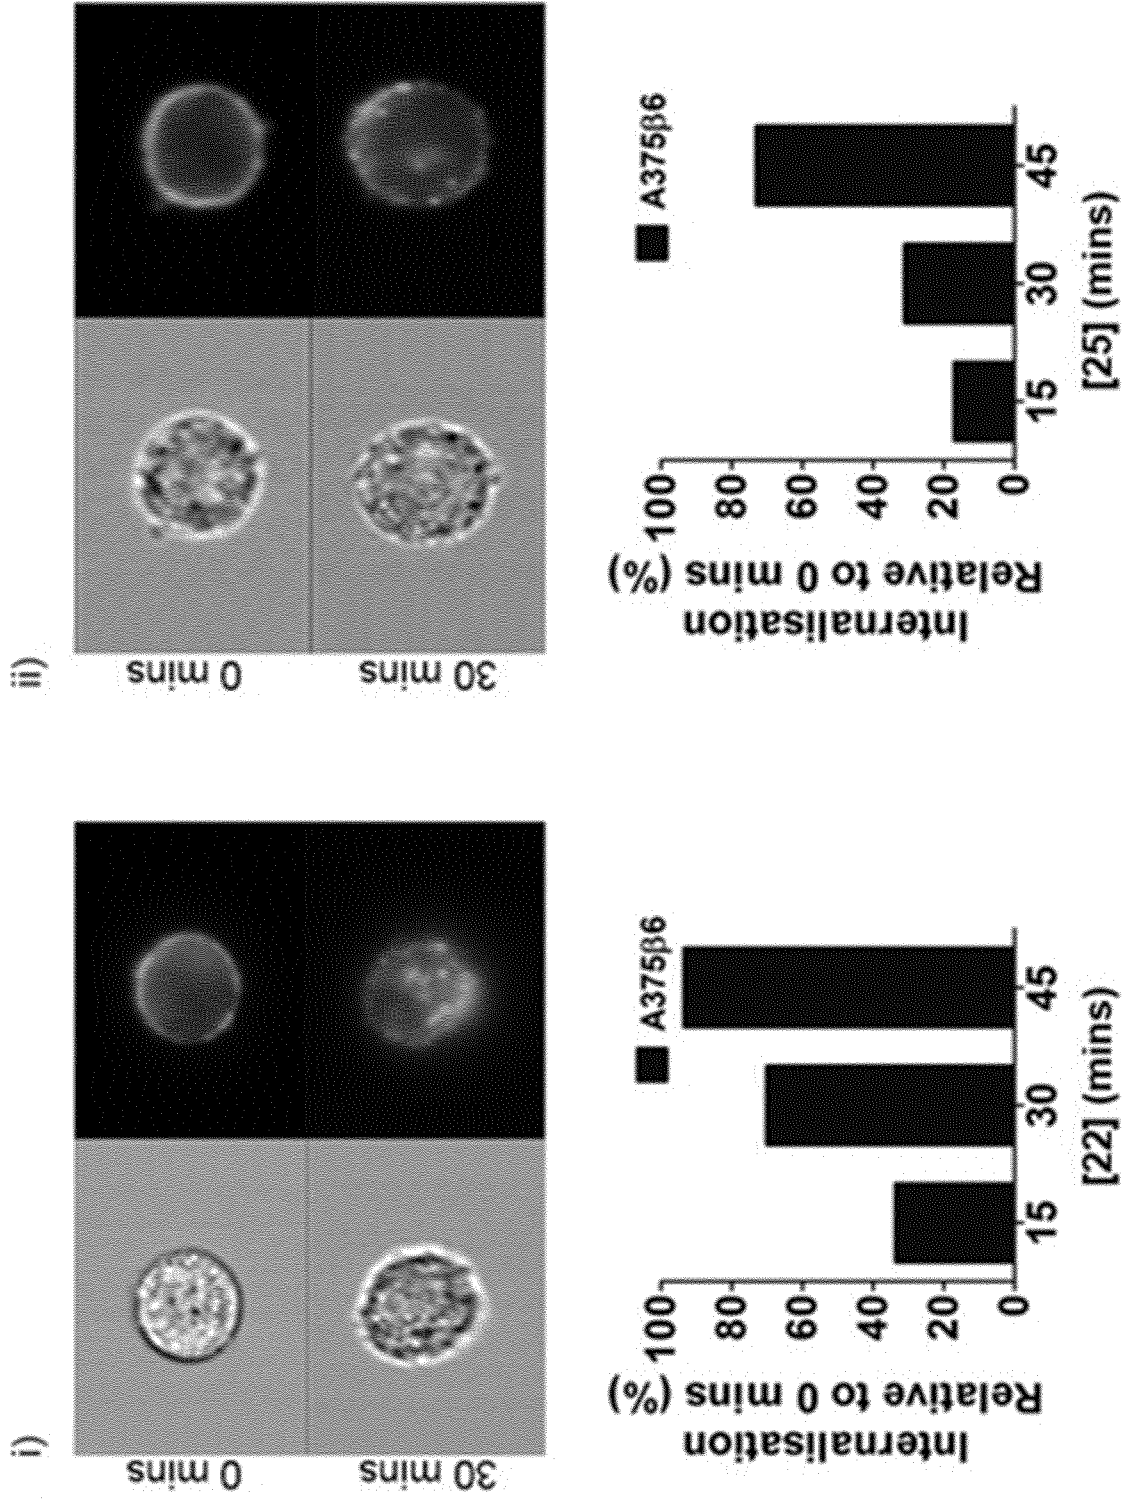 i)
0 mins
30 mins
Internalisation
Relative to 0 mins (%)
100
80
60
40
20
0
A375β6
15
30
45
[22] (mins)
ii)
0 mins
30 mins
Internalisation
Relative to 0 mins (%)
100
80
60
40
20
0
A375β6
15
30
45
[25] (mins)